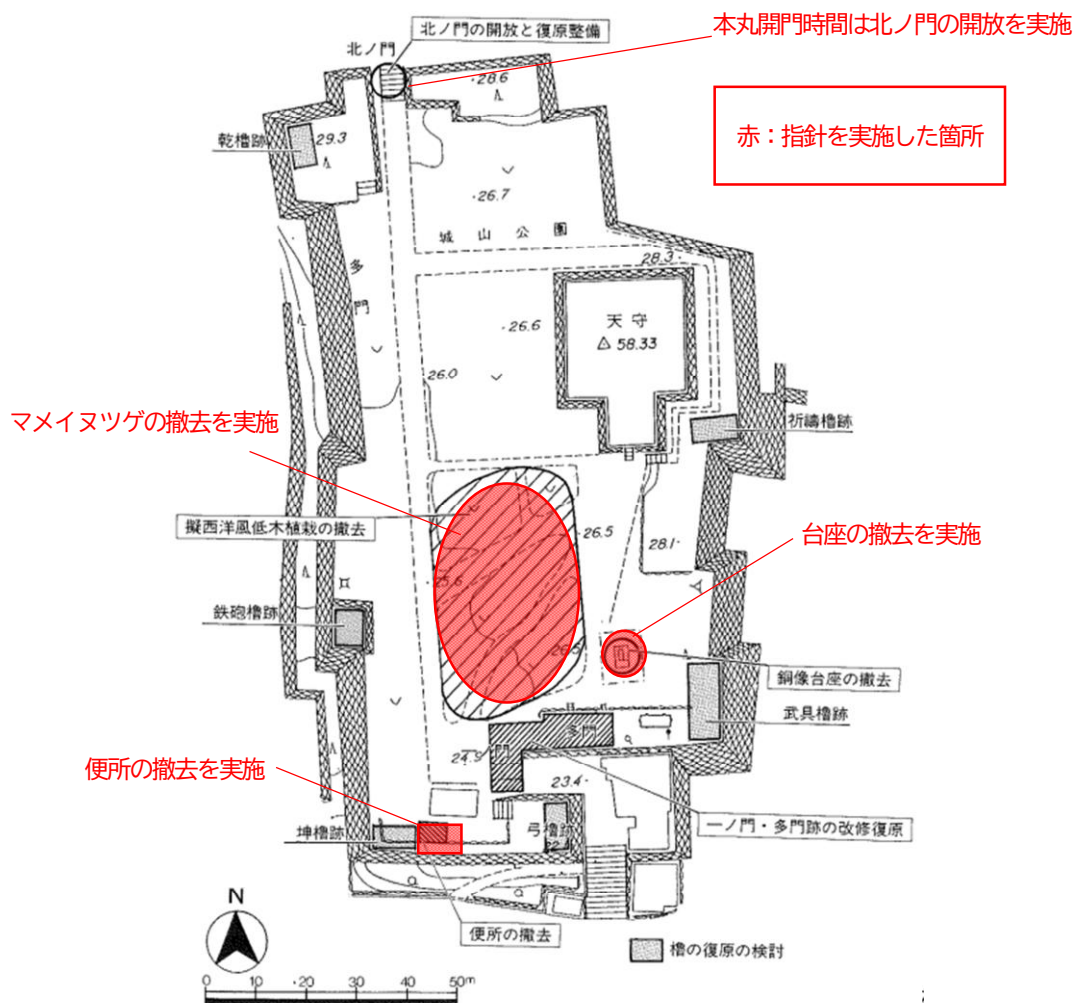 本丸開門時間は北ノ門の開放を実施
北ノ門の開放と復原整備
北ノ門
28.6
赤：指針を実施した箇所
乾櫓跡
29.3
26.7
城山公園
28.3
多門
天守
26.6
58.33
26.0
マメイヌツゲの撤去を実施
祈禱櫓跡
擬西洋風低木植栽の撤去
26.5
28.1
台座の撤去を実施
25.6
鉄砲櫓跡
26.5
銅像台座の撤去
武具櫓跡
多門
門
24.5
便所の撤去を実施
23.4
一ノ門・多門跡の改修復原
坤櫓跡
弓櫓跡
N
便所の撤去
櫓の復原の検討
0 10 20 30 40 50m